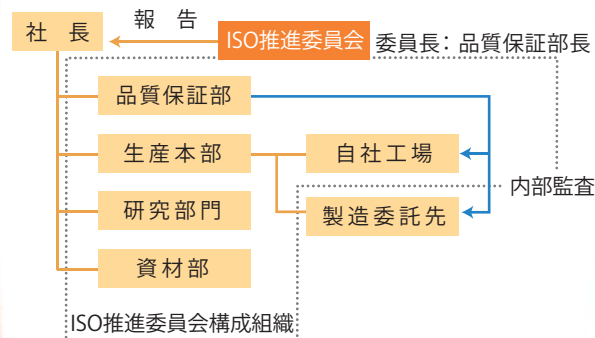 報 告
社 長
ISO推進委員会
委員長：品質保証部長
品質保証部
生産本部
自社工場
内部監査
研究部門
製造委託先
資材部
ISO推進委員会構成組織